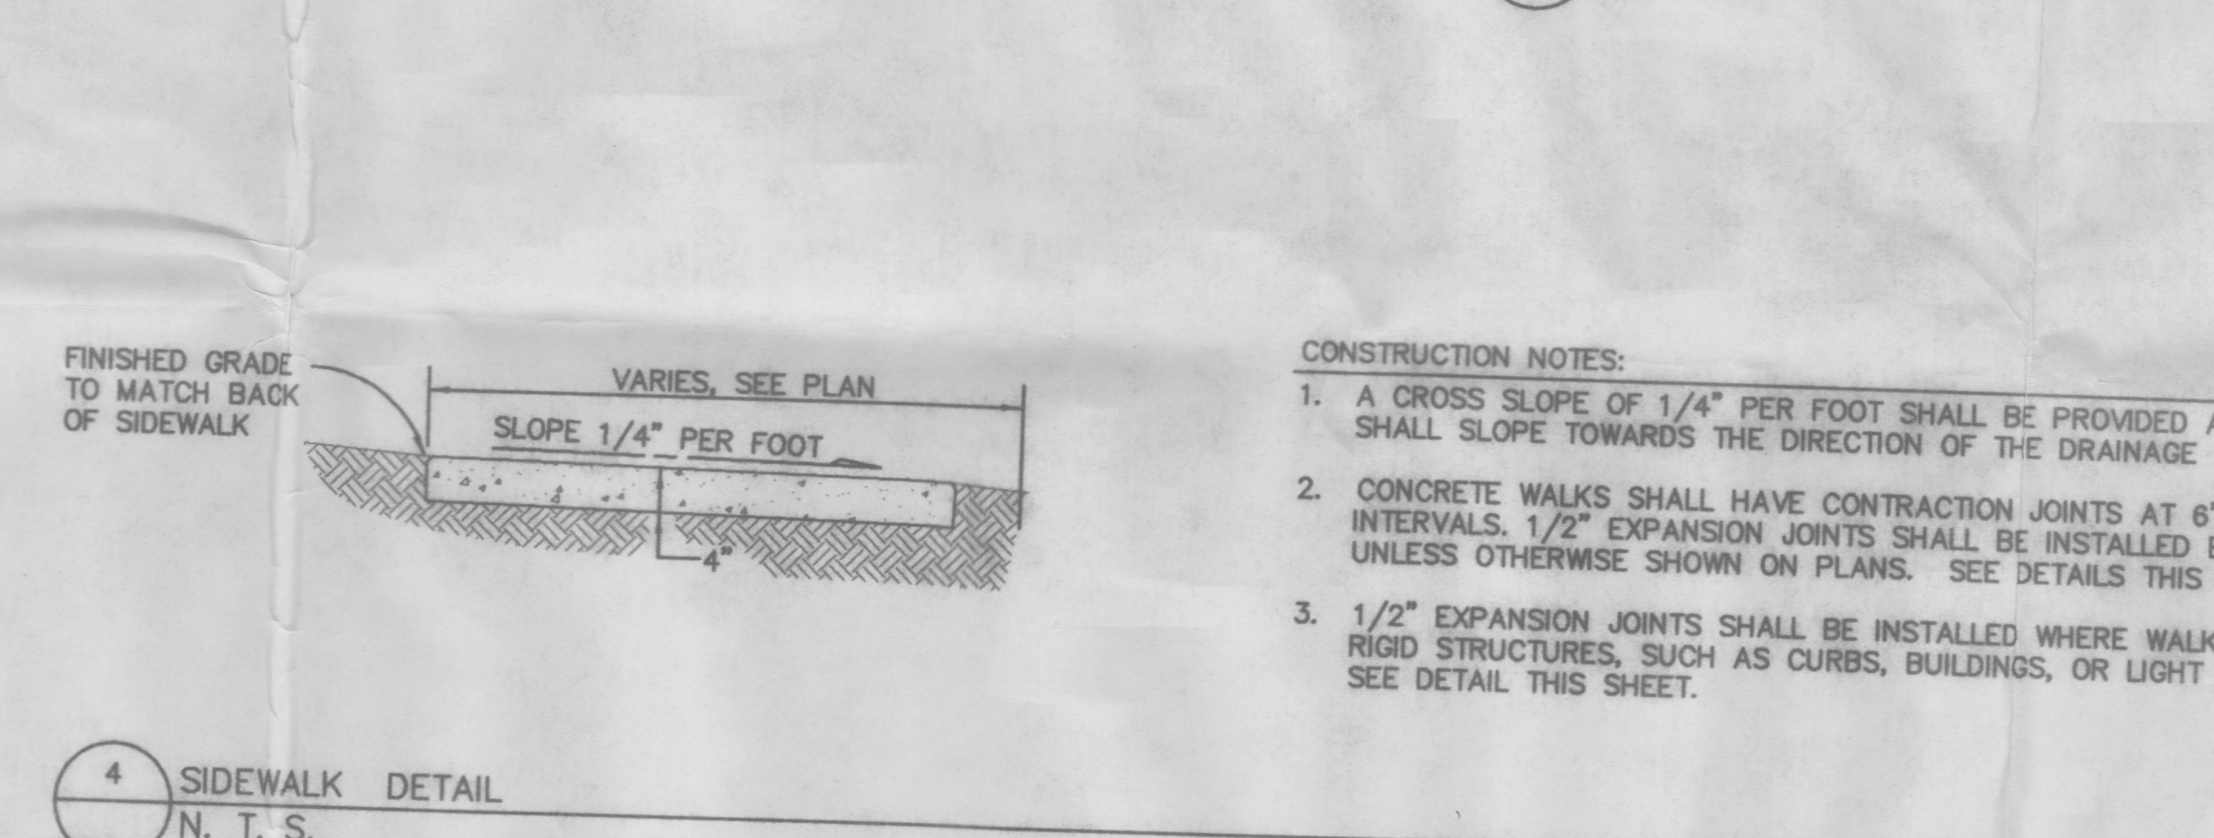 FINISHED GRADE
TO MATCH BACK
OF SIDEWALK
VARIES, SEE PLAN
SLOPE 1/4" PER FOOT
4"
CONSTRUCTION NOTES:
1. A CROSS SLOPE OF 1/4" PER FOOT SHALL BE PROVIDED
SHALL SLOPE TOWARDS THE DIRECTION OF THE DRAINAGE
2. CONCRETE WALKS SHALL HAVE CONTRACTION JOINTS AT 6'
INTERVALS. 1/2" EXPANSION JOINTS SHALL BE INSTALLED
UNLESS OTHERWISE SHOWN ON PLANS. SEE DETAILS THIS
3. 1/2" EXPANSION JOINTS SHALL BE INSTALLED WHERE WALK
RIGID STRUCTURES, SUCH AS CURBS, BUILDINGS, OR LIGHT
SEE DETAIL THIS SHEET.
4
SIDEWALK DETAIL
N. T. S.